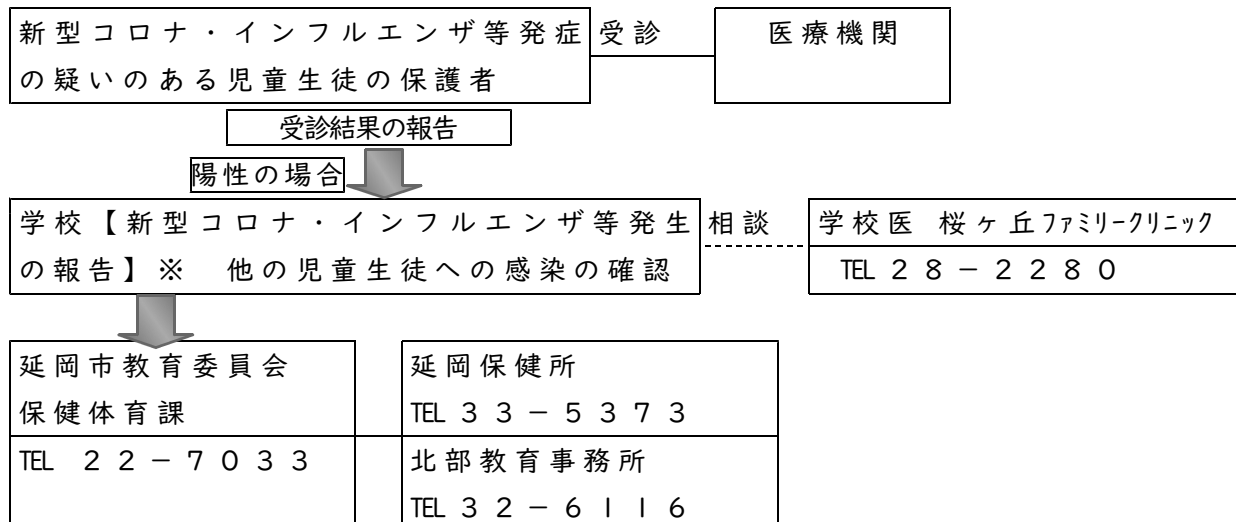 新型コロナ・インフルエンザ等発症
の疑いのある児童生徒の保護者
受診
医療機関
受診結果の報告
陽性の場合
学校【新型コロナ・インフルエンザ等発生
の報告】※　他の児童生徒への感染の確認
相談
学校医 桜ヶ丘ﾌｧﾐﾘｰｸﾘﾆｯｸ
℡２８－２２８０
延岡市教育委員会
保健体育課
℡ ２２－７０３３
延岡保健所
℡３３－５３７３
北部教育事務所
℡３２－６１１６